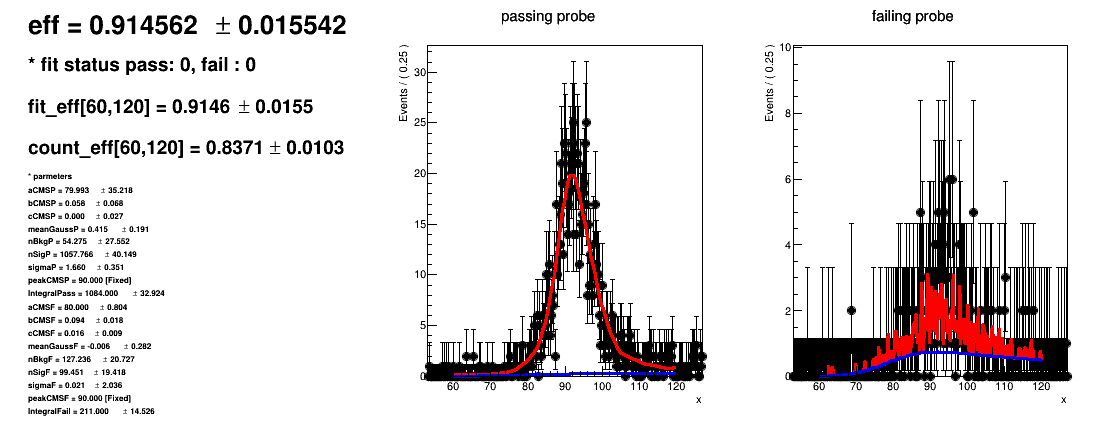 eff = 0.914562 ± 0.015542
* fit status pass: 0, fail : 0
fit_eff[60,120] = 0.9146 ± 0.0155
count_eff[60,120] = 0.8371 ± 0.0103
* parmeters
aCMSP = 79.993 ± 35.218
bCMSP = 0.058 ± 0.068
cCMSP = 0.000 ± 0.027
meanGaussP = 0.415 ± 0.191
nBkgP = 54.275 ± 27.552
nSigP = 1057.766 ± 40.149
sigmaP = 1.660 ± 0.351
peakCMSP = 90.000 [Fixed]
IntegralPass = 1084.000 ± 32.924
aCMSF = 80.000 ± 0.804
bCMSF = 0.094 ± 0.018
cCMSF = 0.016 ± 0.009
meanGaussF = -0.006 ± 0.282
nBkgF = 127.236 ± 20.727
nSigF = 99.451 ± 19.418
sigmaF = 0.021 ± 2.036
peakCMSF = 90.000 [Fixed]
IntegralFail = 211.000 ± 14.526
passing probe
Events / ( 0.25 )
30
25
20
15
10
5
0
60 70 80 90 100 110 120
x
failing probe
Events / ( 0.25 )
10
8
6
4
2
0
60 70 80 90 100 110 120
x